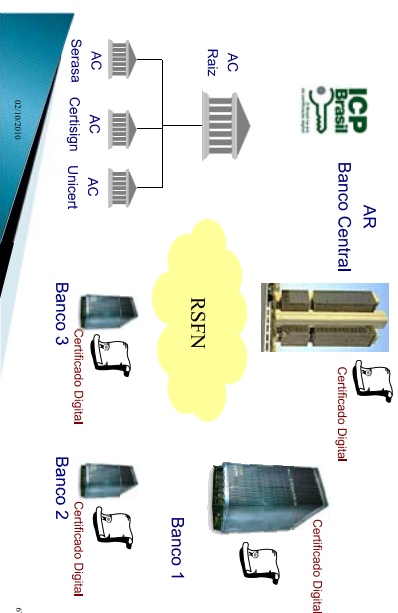 ICP
Brasil
AR
Banco Central
Certificado Digital
AC
Raiz
AC
Serasa
AC
Certisign
AC
Unicert
RSFN
Certificado Digital
Banco 1
Banco 3
Certificado Digital
Banco 2
Certificado Digital
02/10/2010
6